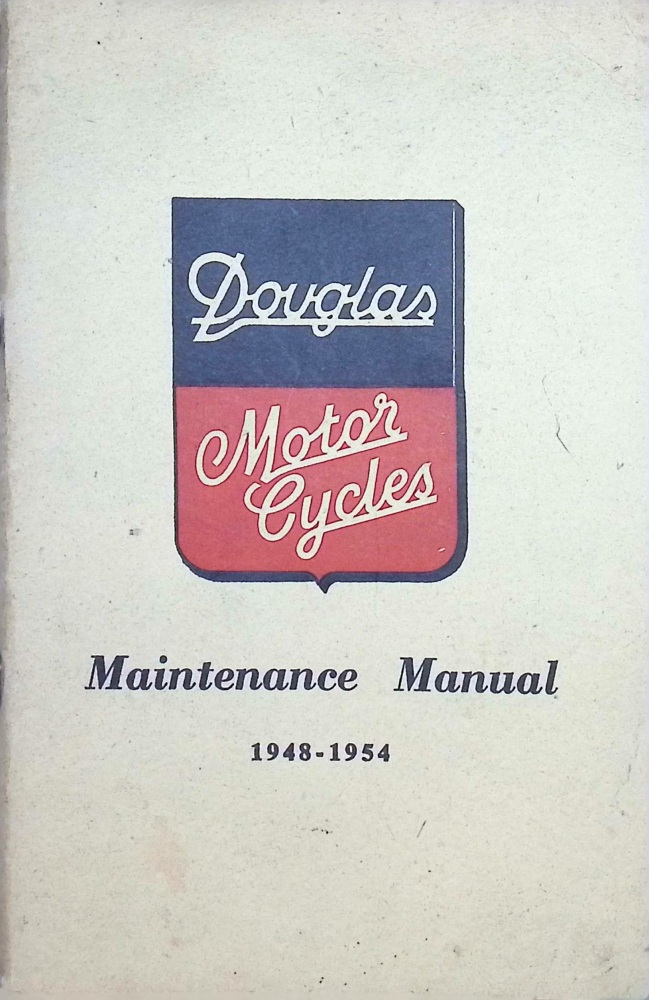 Douglas
Motor
Cycles
Maintenance Manual
1948-1954